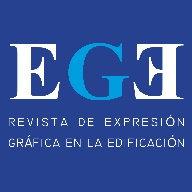 EGE
REVISTA DE EXPRESIÓN
GRÁFICA EN LA EDIFICACIÓN